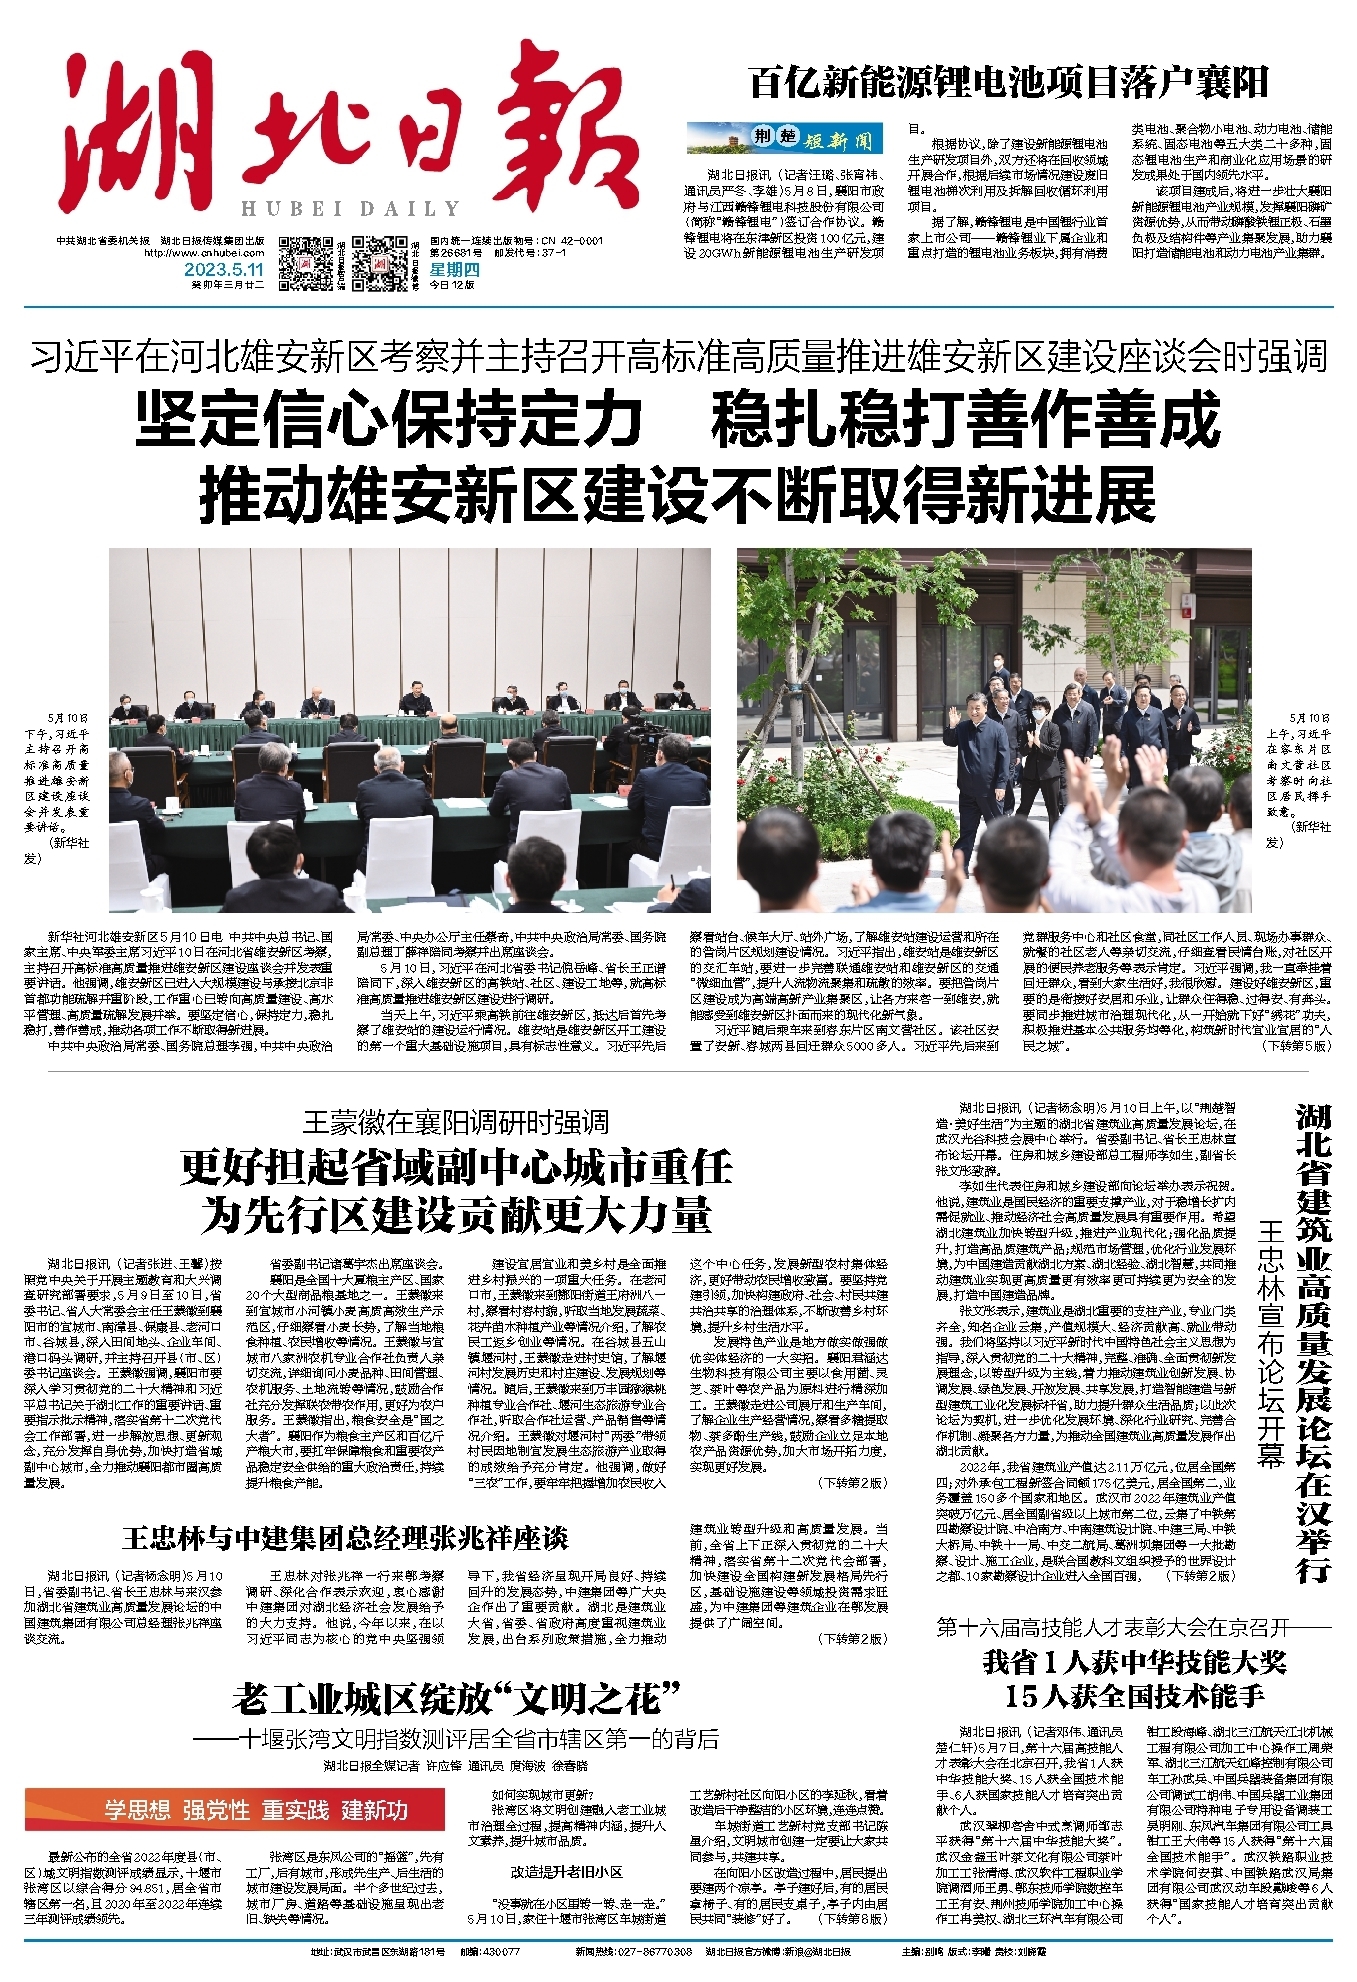 湖北日报
HUBEI DAILY
中共湖北省委机关报 湖北日报传媒集团出版
http://www.cnhubei.com
2023.5.11
癸卯年三月廿二
国内统一连续出版物号:CN 42-0001
第26681号 邮发代号:37-1
星期四
今日12版
百亿新能源锂电池项目落户襄阳
荆楚短新闻
湖北日报讯(记者汪璐、张宵祎、
通讯员严冬、李雄)5月8日,襄阳市政
府与江西赣锋锂电科技股份有限公司
(简称“赣锋锂电”)签订合作协议。赣
锋锂电将在东津新区投资100亿元,建
设20GWh新能源锂电池生产研发项
目。
根据协议,除了建设新能源锂电池
生产研发项目外,双方还将在回收领域
开展合作,根据后续市场情况建设废旧
锂电池梯次利用及拆解回收循环利用
项目。
据了解,赣锋锂电是中国锂行业首
家上市公司——赣锋锂业下属企业和
重点打造的锂电池业务板块,拥有消费
类电池、聚合物小电池、动力电池、储能
系统、固态电池等五大类二十多种,固
态锂电池生产和商业化应用场景的研
发成果处于国内领先水平。
该项目建成后,将进一步壮大襄阳
新能源锂电池产业规模,发挥襄阳磷矿
资源优势,从而带动磷酸铁锂正极、石墨
负极及结构件等产业集聚发展,助力襄
阳打造储能电池和动力电池产业集群。
习近平在河北雄安新区考察并主持召开高标准高质量推进雄安新区建设座谈会时强调
坚定信心保持定力 稳扎稳打善作善成
推动雄安新区建设不断取得新进展
5月10日
下午,习近平
主持召开高
标准高质量
推进雄安新
区建设座谈
会并发表重
要讲话。
(新华社
发)
5月10日
上午,习近平
在容东片区
南文营社区
考察时向社
区居民挥手
致意。
(新华社
发)
新华社河北雄安新区5月10日电 中共中央总书记、国
家主席、中央军委主席习近平10日在河北省雄安新区考察,
主持召开高标准高质量推进雄安新区建设座谈会并发表重
要讲话。他强调,雄安新区已进入大规模建设与承接北京非
首都功能疏解并重阶段,工作重心已转向高质量建设、高水
平管理、高质量疏解发展并举。要坚定信心,保持定力,稳扎
稳打,善作善成,推动各项工作不断取得新进展。
中共中央政治局常委、国务院总理李强,中共中央政治
局常委、中央办公厅主任蔡奇,中共中央政治局常委、国务院
副总理丁薛祥陪同考察并出席座谈会。
5月10日,习近平在河北省委书记倪岳峰、省长王正谱
陪同下,深入雄安新区的高铁站、社区、建设工地等,就高标
准高质量推进雄安新区建设进行调研。
当天上午,习近平乘高铁前往雄安新区,抵达后首先考
察了雄安站的建设运行情况。雄安站是雄安新区开工建设
的第一个重大基础设施项目,具有标志性意义。习近平先后
察看站台、候车大厅、站外广场,了解雄安站建设运营和所在
的昝岗片区规划建设情况。习近平指出,雄安站是雄安新区
的交汇车站,要进一步完善联通雄安站和雄安新区的交通
“微细血管”,提升人流物流聚集和疏散的效率。要把昝岗片
区建设成为高端高新产业集聚区,让各方来客一到雄安,就
能感受到雄安新区扑面而来的现代化新气象。
习近平随后乘车来到容东片区南文营社区。该社区安
置了安新、容城两县回迁群众5000多人。习近平先后来到
党群服务中心和社区食堂,同社区工作人员、现场办事群众、
就餐的社区老人等亲切交流,仔细查看民情台账,对社区开
展的便民养老服务等表示肯定。习近平强调,我一直牵挂着
回迁群众,看到大家生活好,我很欣慰。建设好雄安新区,重
要的是衔接好安居和乐业,让群众住得稳、过得安、有奔头。
要同步推进城市治理现代化,从一开始就下好“绣花”功夫,
积极推进基本公共服务均等化,构筑新时代宜业宜居的“人
民之城”。 (下转第5版)
王蒙徽在襄阳调研时强调
更好担起省域副中心城市重任
为先行区建设贡献更大力量
湖北日报讯(记者张进、王馨)按
照党中央关于开展主题教育和大兴调
查研究部署要求,5月9日至10日,省
委书记、省人大常委会主任王蒙徽到襄
阳市的宜城市、南漳县、保康县、老河口
市、谷城县,深入田间地头、企业车间、
港口码头调研,并主持召开县(市、区)
委书记座谈会。王蒙徽强调,襄阳市要
深入学习贯彻党的二十大精神和习近
平总书记关于湖北工作的重要讲话、重
要指示批示精神,落实省第十二次党代
会工作部署,进一步解放思想、更新观
念,充分发挥自身优势,加快打造省域
副中心城市,全力推动襄阳都市圈高质
量发展。
省委副书记诸葛宇杰出席座谈会。
襄阳是全国十大夏粮主产区、国家
20个大型商品粮基地之一。王蒙徽来
到宜城市小河镇小麦高质高效生产示
范区,仔细察看小麦长势,了解当地粮
食种植、农民增收等情况。王蒙徽与宜
城市八家洲农机专业合作社负责人亲
切交流,详细询问小麦品种、田间管理、
农机服务、土地流转等情况,鼓励合作
社充分发挥联农带农作用,更好为农户
服务。王蒙徽指出,粮食安全是“国之
大者”。襄阳作为粮食主产区和百亿斤
产粮大市,要扛牢保障粮食和重要农产
品稳定安全供给的重大政治责任,持续
提升粮食产能。
建设宜居宜业和美乡村是全面推
进乡村振兴的一项重大任务。在老河
口市,王蒙徽来到酂阳街道王府洲八一
村,察看村容村貌,听取当地发展蔬菜、
花卉苗木种植产业等情况介绍,了解农
民工返乡创业等情况。在谷城县五山
镇堰河村,王蒙徽走进村史馆,了解堰
河村发展历史和村庄建设、发展规划等
情况。随后,王蒙徽来到万丰园猕猴桃
种植专业合作社、堰河生态旅游专业合
作社,听取合作社运营、产品销售等情
况介绍。王蒙徽对堰河村“两委”带领
村民因地制宜发展生态旅游产业取得
的成效给予充分肯定。他强调,做好
“三农”工作,要牢牢把握增加农民收入
这个中心任务,发展新型农村集体经
济,更好带动农民增收致富。要坚持党
建引领,加快构建政府、社会、村民共建
共治共享的治理体系,不断改善乡村环
境,提升乡村生活水平。
发展特色产业是地方做实做强做
优实体经济的一大实招。襄阳君涵达
生物科技有限公司主要以食用菌、灵
芝、茶叶等农产品为原料进行精深加
工。王蒙徽走进公司展厅和生产车间,
了解企业生产经营情况,察看多糖提取
物、茶多酚生产线,鼓励企业立足本地
农产品资源优势,加大市场开拓力度,
实现更好发展。
(下转第2版)
湖北日报讯(记者杨念明)5月10日上午,以“荆楚智
造·美好生活”为主题的湖北省建筑业高质量发展论坛,在
武汉光谷科技会展中心举行。省委副书记、省长王忠林宣
布论坛开幕。住房和城乡建设部总工程师李如生,副省长
张文彤致辞。
李如生代表住房和城乡建设部向论坛举办表示祝贺。
他说,建筑业是国民经济的重要支撑产业,对于稳增长扩内
需促就业、推动经济社会高质量发展具有重要作用。希望
湖北建筑业加快转型升级,推进产业现代化;强化品质提
升,打造高品质建筑产品;规范市场管理,优化行业发展环
境,为中国建造贡献湖北方案、湖北经验、湖北智慧,共同推
动建筑业实现更高质量更有效率更可持续更为安全的发
展,打造中国建造品牌。
张文彤表示,建筑业是湖北重要的支柱产业,专业门类
齐全,知名企业云集,产值规模大、经济贡献高、就业带动
强。我们将坚持以习近平新时代中国特色社会主义思想为
指导,深入贯彻党的二十大精神,完整、准确、全面贯彻新发
展理念,以转型升级为主线,着力推动建筑业创新发展、协
调发展、绿色发展、开放发展、共享发展,打造智能建造与新
型建筑工业化发展标杆省,助力提升群众生活品质;以此次
论坛为契机,进一步优化发展环境、深化行业研究、完善合
作机制、凝聚各方力量,为推动全国建筑业高质量发展作出
湖北贡献。
2022年,我省建筑业产值达2.11万亿元,位居全国第
四;对外承包工程新签合同额175亿美元,居全国第二,业
务覆盖150多个国家和地区。武汉市2022年建筑业产值
突破万亿元、居全国副省级以上城市第二位,云集了中铁第
四勘察设计院、中冶南方、中南建筑设计院、中建三局、中铁
大桥局、中铁十一局、中交二航局、葛洲坝集团等一大批勘
察、设计、施工企业,是联合国教科文组织授予的世界设计
之都、10家勘察设计企业进入全国百强, (下转第2版)
湖北省建筑业高质量发展论坛在汉举行
王忠林宣布论坛开幕
王忠林与中建集团总经理张兆祥座谈
湖北日报讯(记者杨念明)5月10
日,省委副书记、省长王忠林与来汉参
加湖北省建筑业高质量发展论坛的中
国建筑集团有限公司总经理张兆祥座
谈交流。
王忠林对张兆祥一行来鄂考察
调研、深化合作表示欢迎,衷心感谢
中建集团对湖北经济社会发展给予
的大力支持。他说,今年以来,在以
习近平同志为核心的党中央坚强领
导下,我省经济呈现开局良好、持续
回升的发展态势,中建集团等广大央
企作出了重要贡献。湖北是建筑业
大省,省委、省政府高度重视建筑业
发展,出台系列政策措施,全力推动
建筑业转型升级和高质量发展。当
前,全省上下正深入贯彻党的二十大
精神,落实省第十二次党代会部署,
加快建设全国构建新发展格局先行
区,基础设施建设等领域投资需求旺
盛,为中建集团等建筑企业在鄂发展
提供了广阔空间。
(下转第2版)
老工业城区绽放“文明之花”
——十堰张湾文明指数测评居全省市辖区第一的背后
湖北日报全媒记者 许应锋 通讯员 庹海波 徐春晓
学思想 强党性 重实践 建新功
最新公布的全省2022年度县(市、
区)域文明指数测评成绩显示,十堰市
张湾区以综合得分94.851,居全省市
辖区第一名,且2020年至2022年连续
三年测评成绩领先。
张湾区是东风公司的“摇篮”,先有
工厂,后有城市,形成先生产、后生活的
城市建设发展局面。半个多世纪过去,
城市厂房、道路等基础设施呈现出老
旧、缺失等情况。
如何实现城市更新?
张湾区将文明创建融入老工业城
市治理全过程,提高精神内涵,提升人
文素养,提升城市品质。
改造提升老旧小区
“没事就在小区里转一转、走一走。”
5月10日,家住十堰市张湾区车城街道
工艺新村社区向阳小区的李延秋,看着
改造后干净整洁的小区环境,连连点赞。
车城街道工艺新村党支部书记陈
星介绍,文明城市创建一定要让大家共
同参与,共建共享。
在向阳小区改造过程中,居民提出
要建两个凉亭。亭子建好后,有的居民
拿椅子、有的居民支桌子,亭子内由居
民共同“装修”好了。 (下转第8版)
第十六届高技能人才表彰大会在京召开——
我省1人获中华技能大奖
15人获全国技术能手
湖北日报讯(记者邓伟、通讯员
楚仁轩)5月7日,第十六届高技能人
才表彰大会在北京召开,我省1人获
中华技能大奖、15人获全国技术能
手、6人获国家技能人才培育突出贡
献个人。
武汉翠柳客舍中式烹调师邹志
平获得“第十六届中华技能大奖”。
武汉金盏玉叶茶文化有限公司茶叶
加工工张清海、武汉软件工程职业学
院调酒师王勇、鄂东技师学院数控车
工王有安、荆州技师学院加工中心操
作工冉美权、湖北三环汽车有限公司
钳工段海峰、湖北三江航天江北机械
工程有限公司加工中心操作工周荣
军、湖北三江航天红峰控制有限公司
车工孙武兵、中国兵器装备集团有限
公司调试工胡伟、中国兵器工业集团
有限公司特种电子专用设备调装工
吴明刚、东风汽车集团有限公司工具
钳工王大伟等15人获得“第十六届
全国技术能手”。武汉铁路职业技
术学院何安琪、中国铁路武汉局集
团有限公司武汉动车段戴峻等6人
获得“国家技能人才培育突出贡献
个人”。
地址:武汉市武昌区东湖路181号 邮编:430077 新闻热线:027-86770308 湖北日报官方微博:新浪@湖北日报 主编:别鸣 版式:李曦 责校:刘晓霞